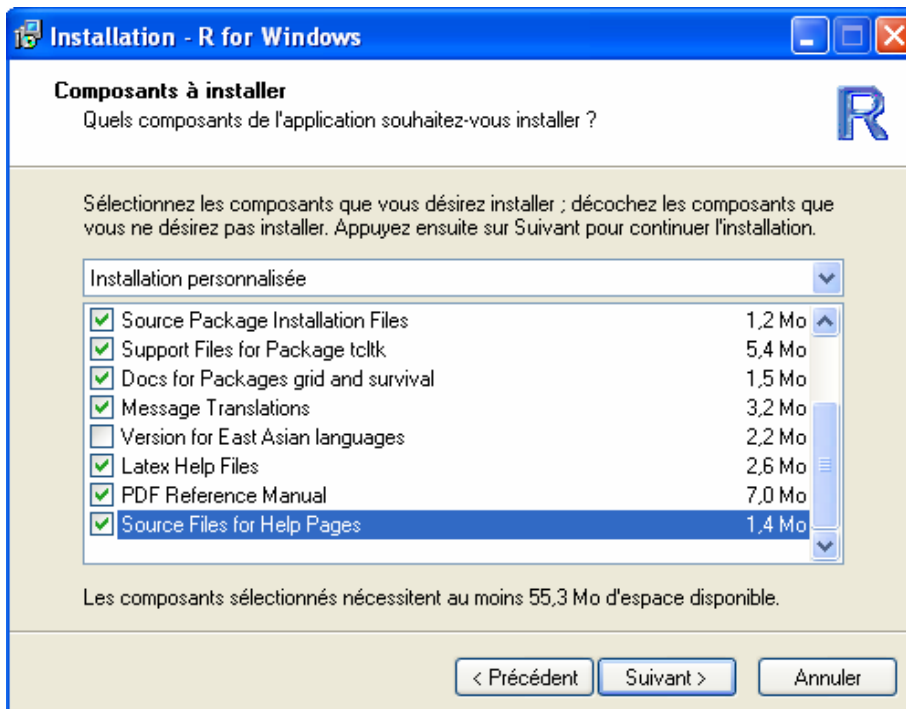 Installation - R for Windows
Composants à installer
Quels composants de l'application souhaitez-vous installer ?
R
Sélectionnez les composants que vous désirez installer ; décochez les composants que
vous ne désirez pas installer. Appuyez ensuite sur Suivant pour continuer l'installation.
Installation personnalisée
Source Package Installation Files 1,2 Mo
Support Files for Package tcltk 5,4 Mo
Docs for Packages grid and survival 1,5 Mo
Message Translations 3,2 Mo
Version for East Asian languages 2,2 Mo
Latex Help Files 2,6 Mo
PDF Reference Manual 7,0 Mo
Source Files for Help Pages 1,4 Mo
Les composants sélectionnés nécessitent au moins 55,3 Mo d'espace disponible.
< Précédent Suivant > Annuler